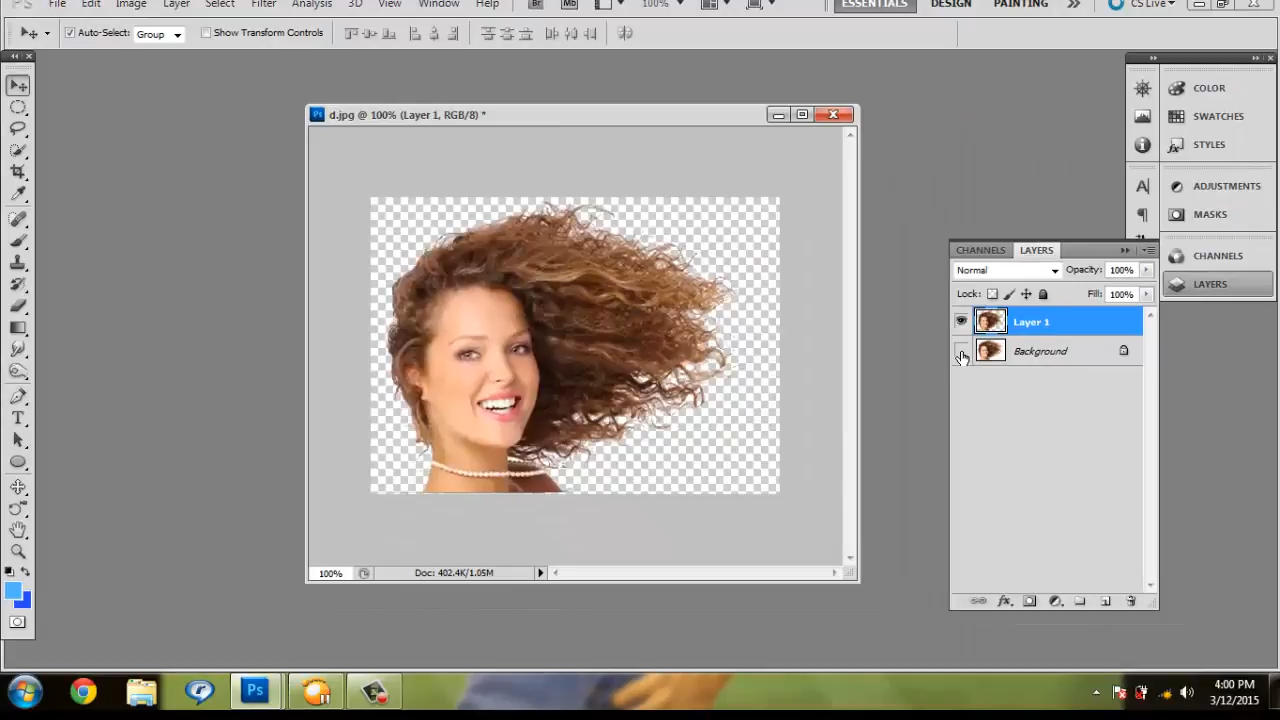 File Edit Image Layer Select Filter Analysis 3D View Window Help Br Mb 100% ESSENTIALS DESIGN PAINTING CS Live
Auto-Select: Group Show Transform Controls
d.jpg @ 100% (Layer 1, RGB/8) *
COLOR
SWATCHES
STYLES
ADJUSTMENTS
MASKS
CHANNELS
LAYERS
CHANNELS LAYERS
Normal Opacity: 100%
Lock: Fill: 100%
Layer 1
Background
100% Doc: 402.4K/1.05M
Ps
4:00 PM
3/12/2015